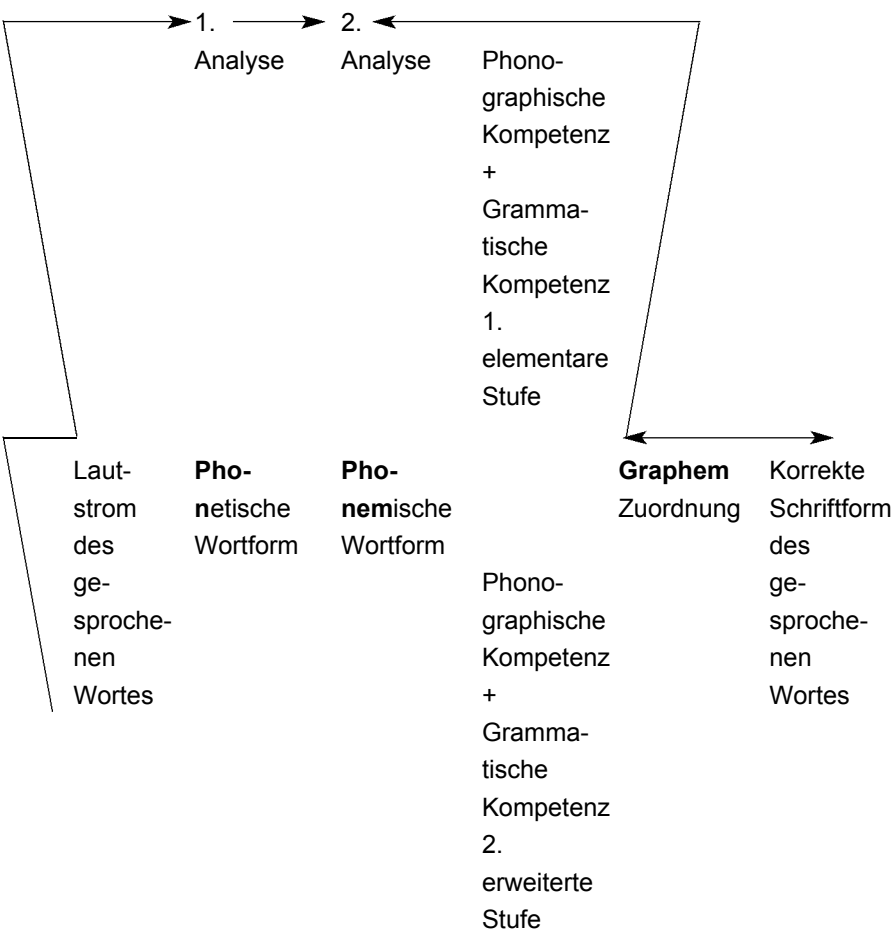 1.
Analyse
2.
Analyse
Phono-
graphische
Kompetenz
+
Gramma-
tische
Kompetenz
1.
elementare
Stufe
Laut-
strom
des
ge-
sproche-
nen
Wortes
Pho-
netische
Wortform
Pho-
nemische
Wortform
Phono-
graphische
Kompetenz
+
Gramma-
tische
Kompetenz
2.
erweiterte
Stufe
Graphem
Zuordnung
Korrekte
Schriftform
des
ge-
sproche-
nen
Wortes